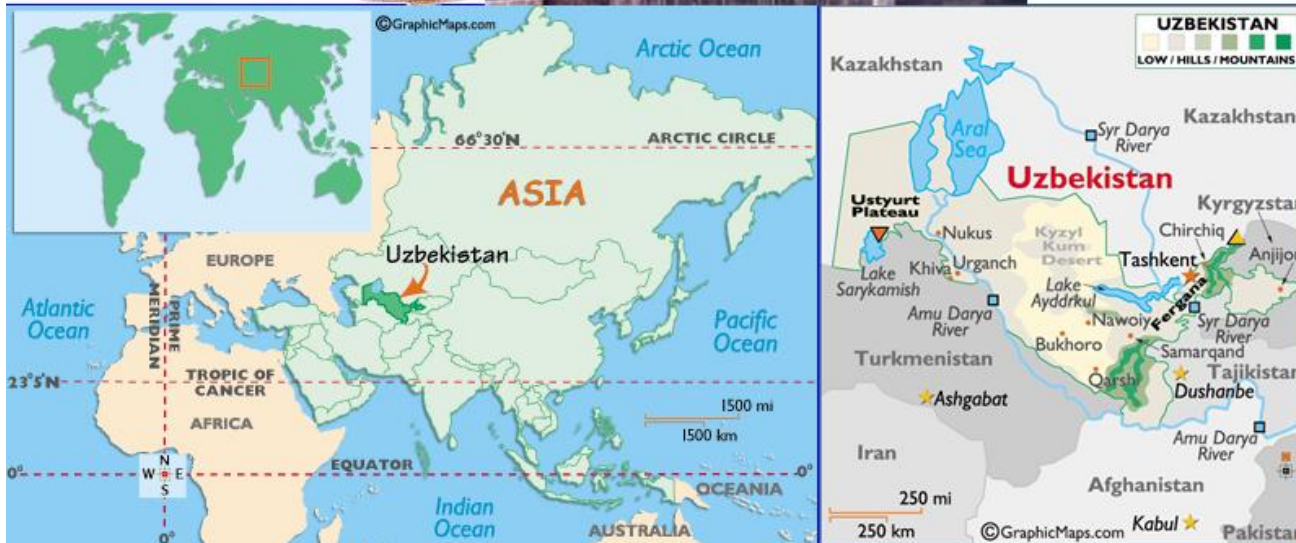 ©GraphicMaps.com
Arctic Ocean
66°30'N
ARCTIC CIRCLE
ASIA
Uzbekistan
EUROPE
Atlantic
Ocean
PRIME
MERIDIAN
Pacific
Ocean
23°5'N
TROPIC OF
CANCER
AFRICA
1500 mi
1500 km
EQUATOR
0°
N
W E
S
0°
0°
OCEANIA
Indian
Ocean
AUSTRALIA
UZBEKISTAN
LOW / HILLS / MOUNTAINS
Kazakhstan
Kazakhstan
Aral
Sea
Syr Darya
River
Uzbekistan
Ustyurt
Plateau
Kyrgyzstan
Nukus
Kyzyl
Kum
Desert
Chirchiq
Tashkent
Anjijon
Khiva
Urganch
Lake
Sarykamish
Lake
Ayddrkul
Fergana
Amu Darya
River
Nawoiy
Syr Darya
River
Bukhoro
Samarqand
Turkmenistan
Qarshi
Dushanbe
Tajikistan
Ashgabat
Amu Darya
River
Iran
Afghanistan
250 mi
250 km
©GraphicMaps.com
Kabul
Pakistan